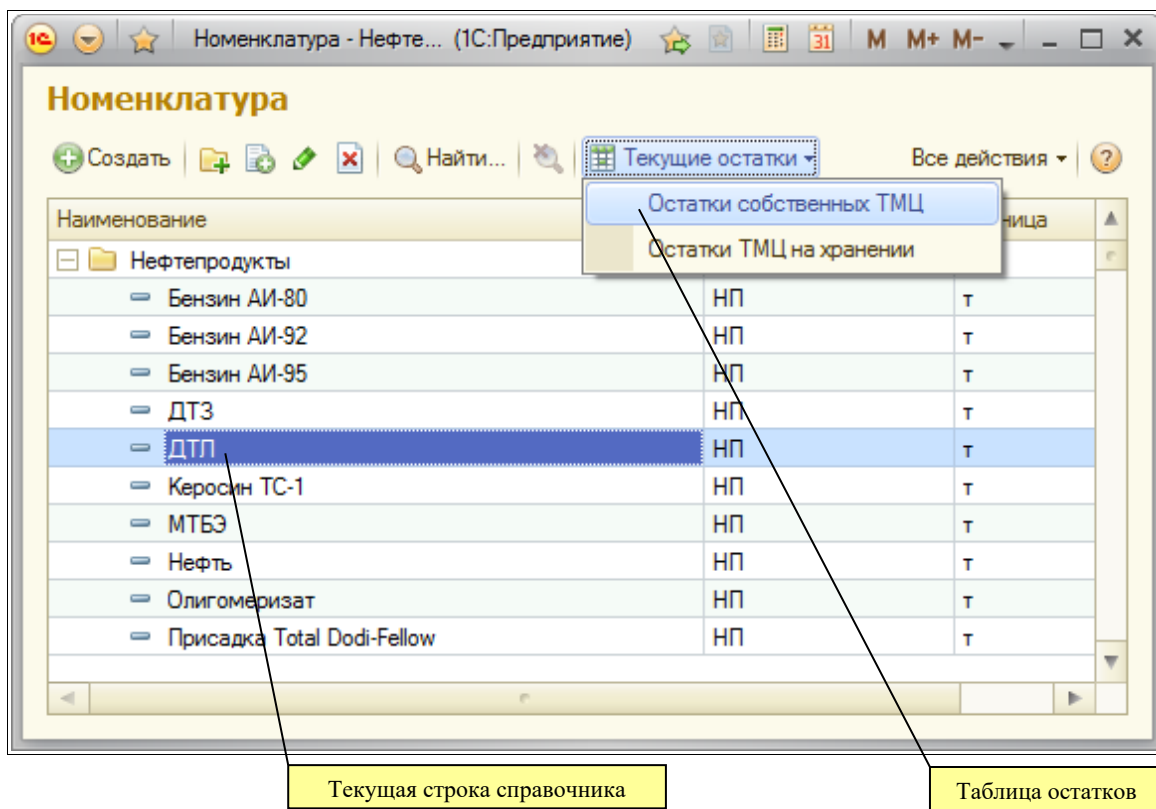 1С Номенклатура - Нефте... (1С:Предприятие) 31 M M+ M-
Номенклатура
Создать Найти... Текущие остатки Все действия ?
Остатки собственных ТМЦ
Остатки ТМЦ на хранении
Наименование ница
Нефтепродукты
Бензин АИ-80 НП т
Бензин АИ-92 НП т
Бензин АИ-95 НП т
ДТЗ НП т
ДТЛ НП т
Керосин ТС-1 НП т
МТБЭ НП т
Нефть НП т
Олигомеризат НП т
Присадка Total Dodi-Fellow НП т
Текущая строка справочника Таблица остатков